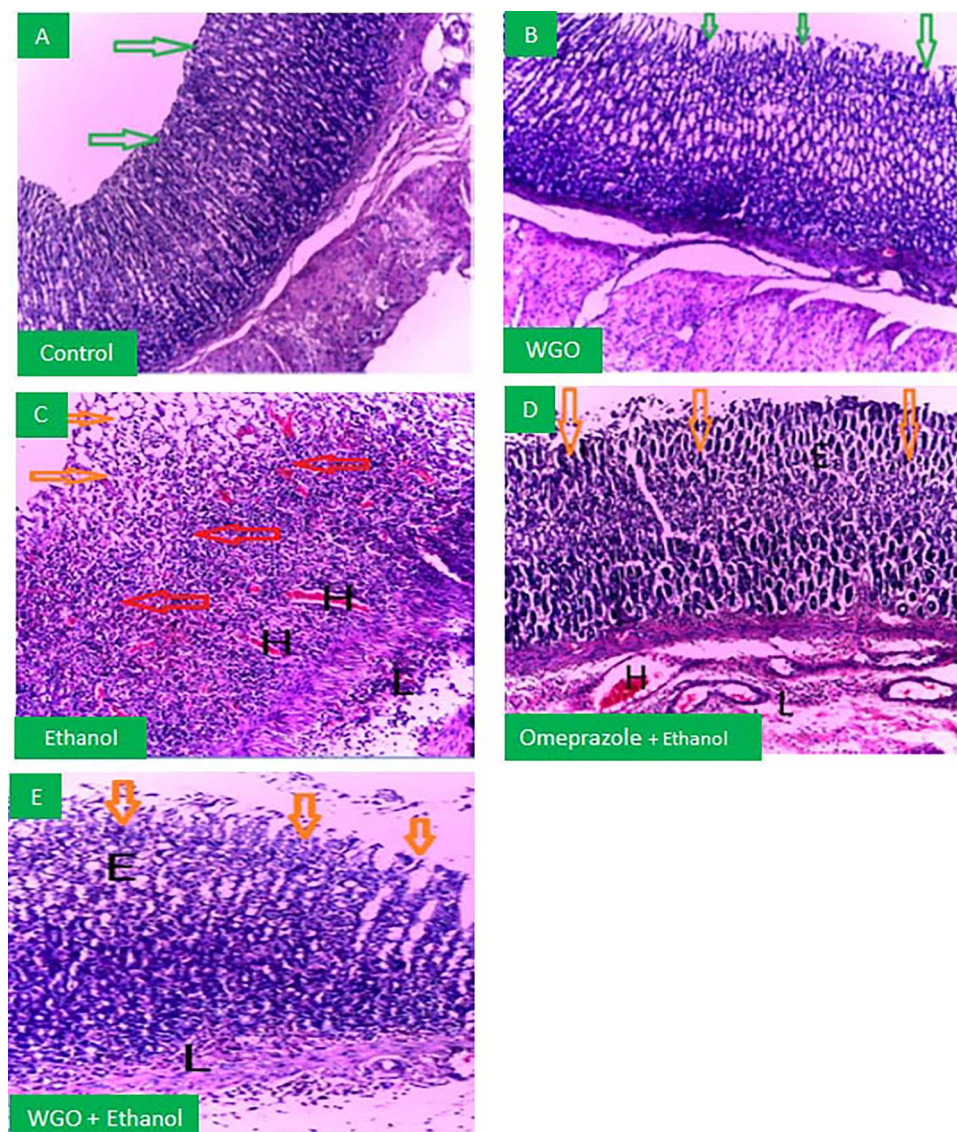 A
Control
B
WGO
C
H
H
L
Ethanol
D
E
H
L
Omeprazole + Ethanol
E
E
L
WGO + Ethanol